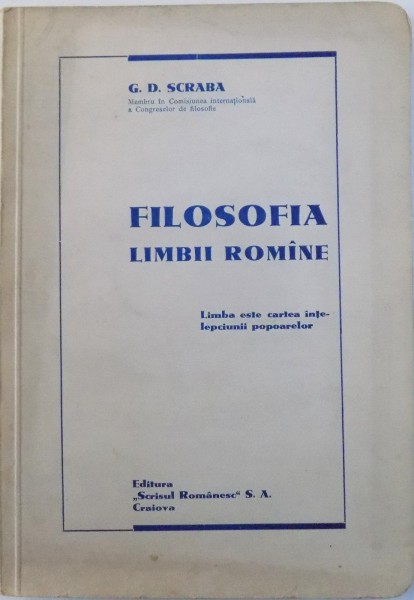 G. D. SCRABA
Membru în Comisiunea internațională
a Congreselor de filosofie
FILOSOFIA
LIMBII ROMÎNE
Limba este cartea înțe-
lepciunii popoarelor
Editura
„Scrisul Românesc“ S. A.
Craiova